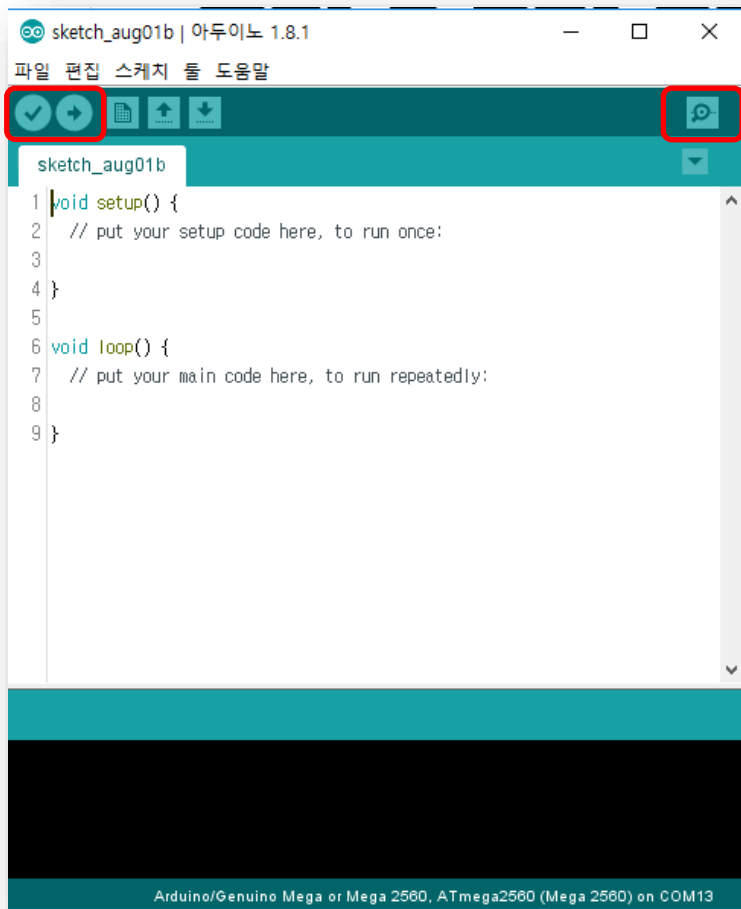 sketch_aug01b | 아두이노 1.8.1
파일 편집 스케치 툴 도움말
sketch_aug01b
1 void setup() {
2 // put your setup code here, to run once:
3
4 }
5
6 void loop() {
7 // put your main code here, to run repeatedly:
8
9 }
Arduino/Genuino Mega or Mega 2560, ATmega2560 (Mega 2560) on COM13